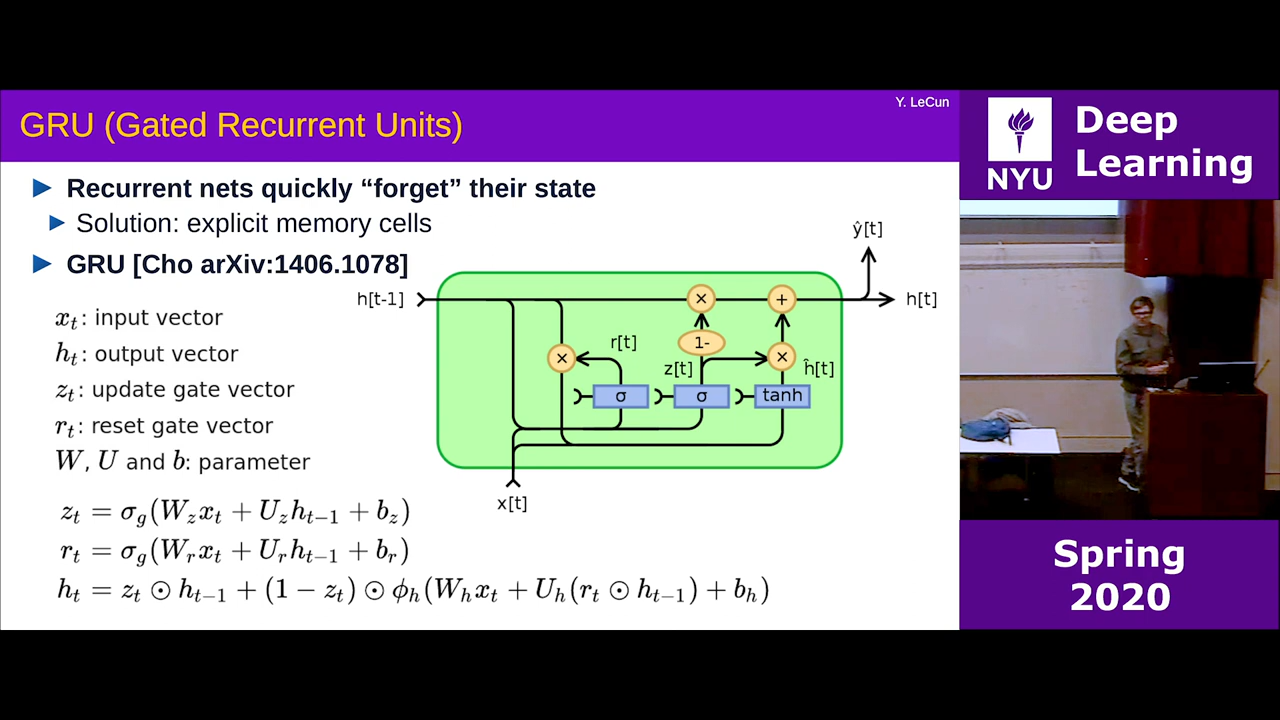 Y. LeCun
GRU (Gated Recurrent Units)
Recurrent nets quickly “forget” their state
Solution: explicit memory cells
GRU [Cho arXiv:1406.1078]
x_t: input vector
h_t: output vector
z_t: update gate vector
r_t: reset gate vector
W, U and b: parameter
z_t = σ_g(W_z x_t + U_z h_{t−1} + b_z)
r_t = σ_g(W_r x_t + U_r h_{t−1} + b_r)
h_t = z_t ⊙ h_{t−1} + (1 − z_t) ⊙ ϕ_h(W_h x_t + U_h(r_t ⊙ h_{t−1}) + b_h)
ŷ[t]
h[t-1]
×
+
h[t]
r[t]
1-
×
z[t]
×
ĥ[t]
σ
σ
tanh
x[t]
NYU
Deep
Learning
Spring
2020